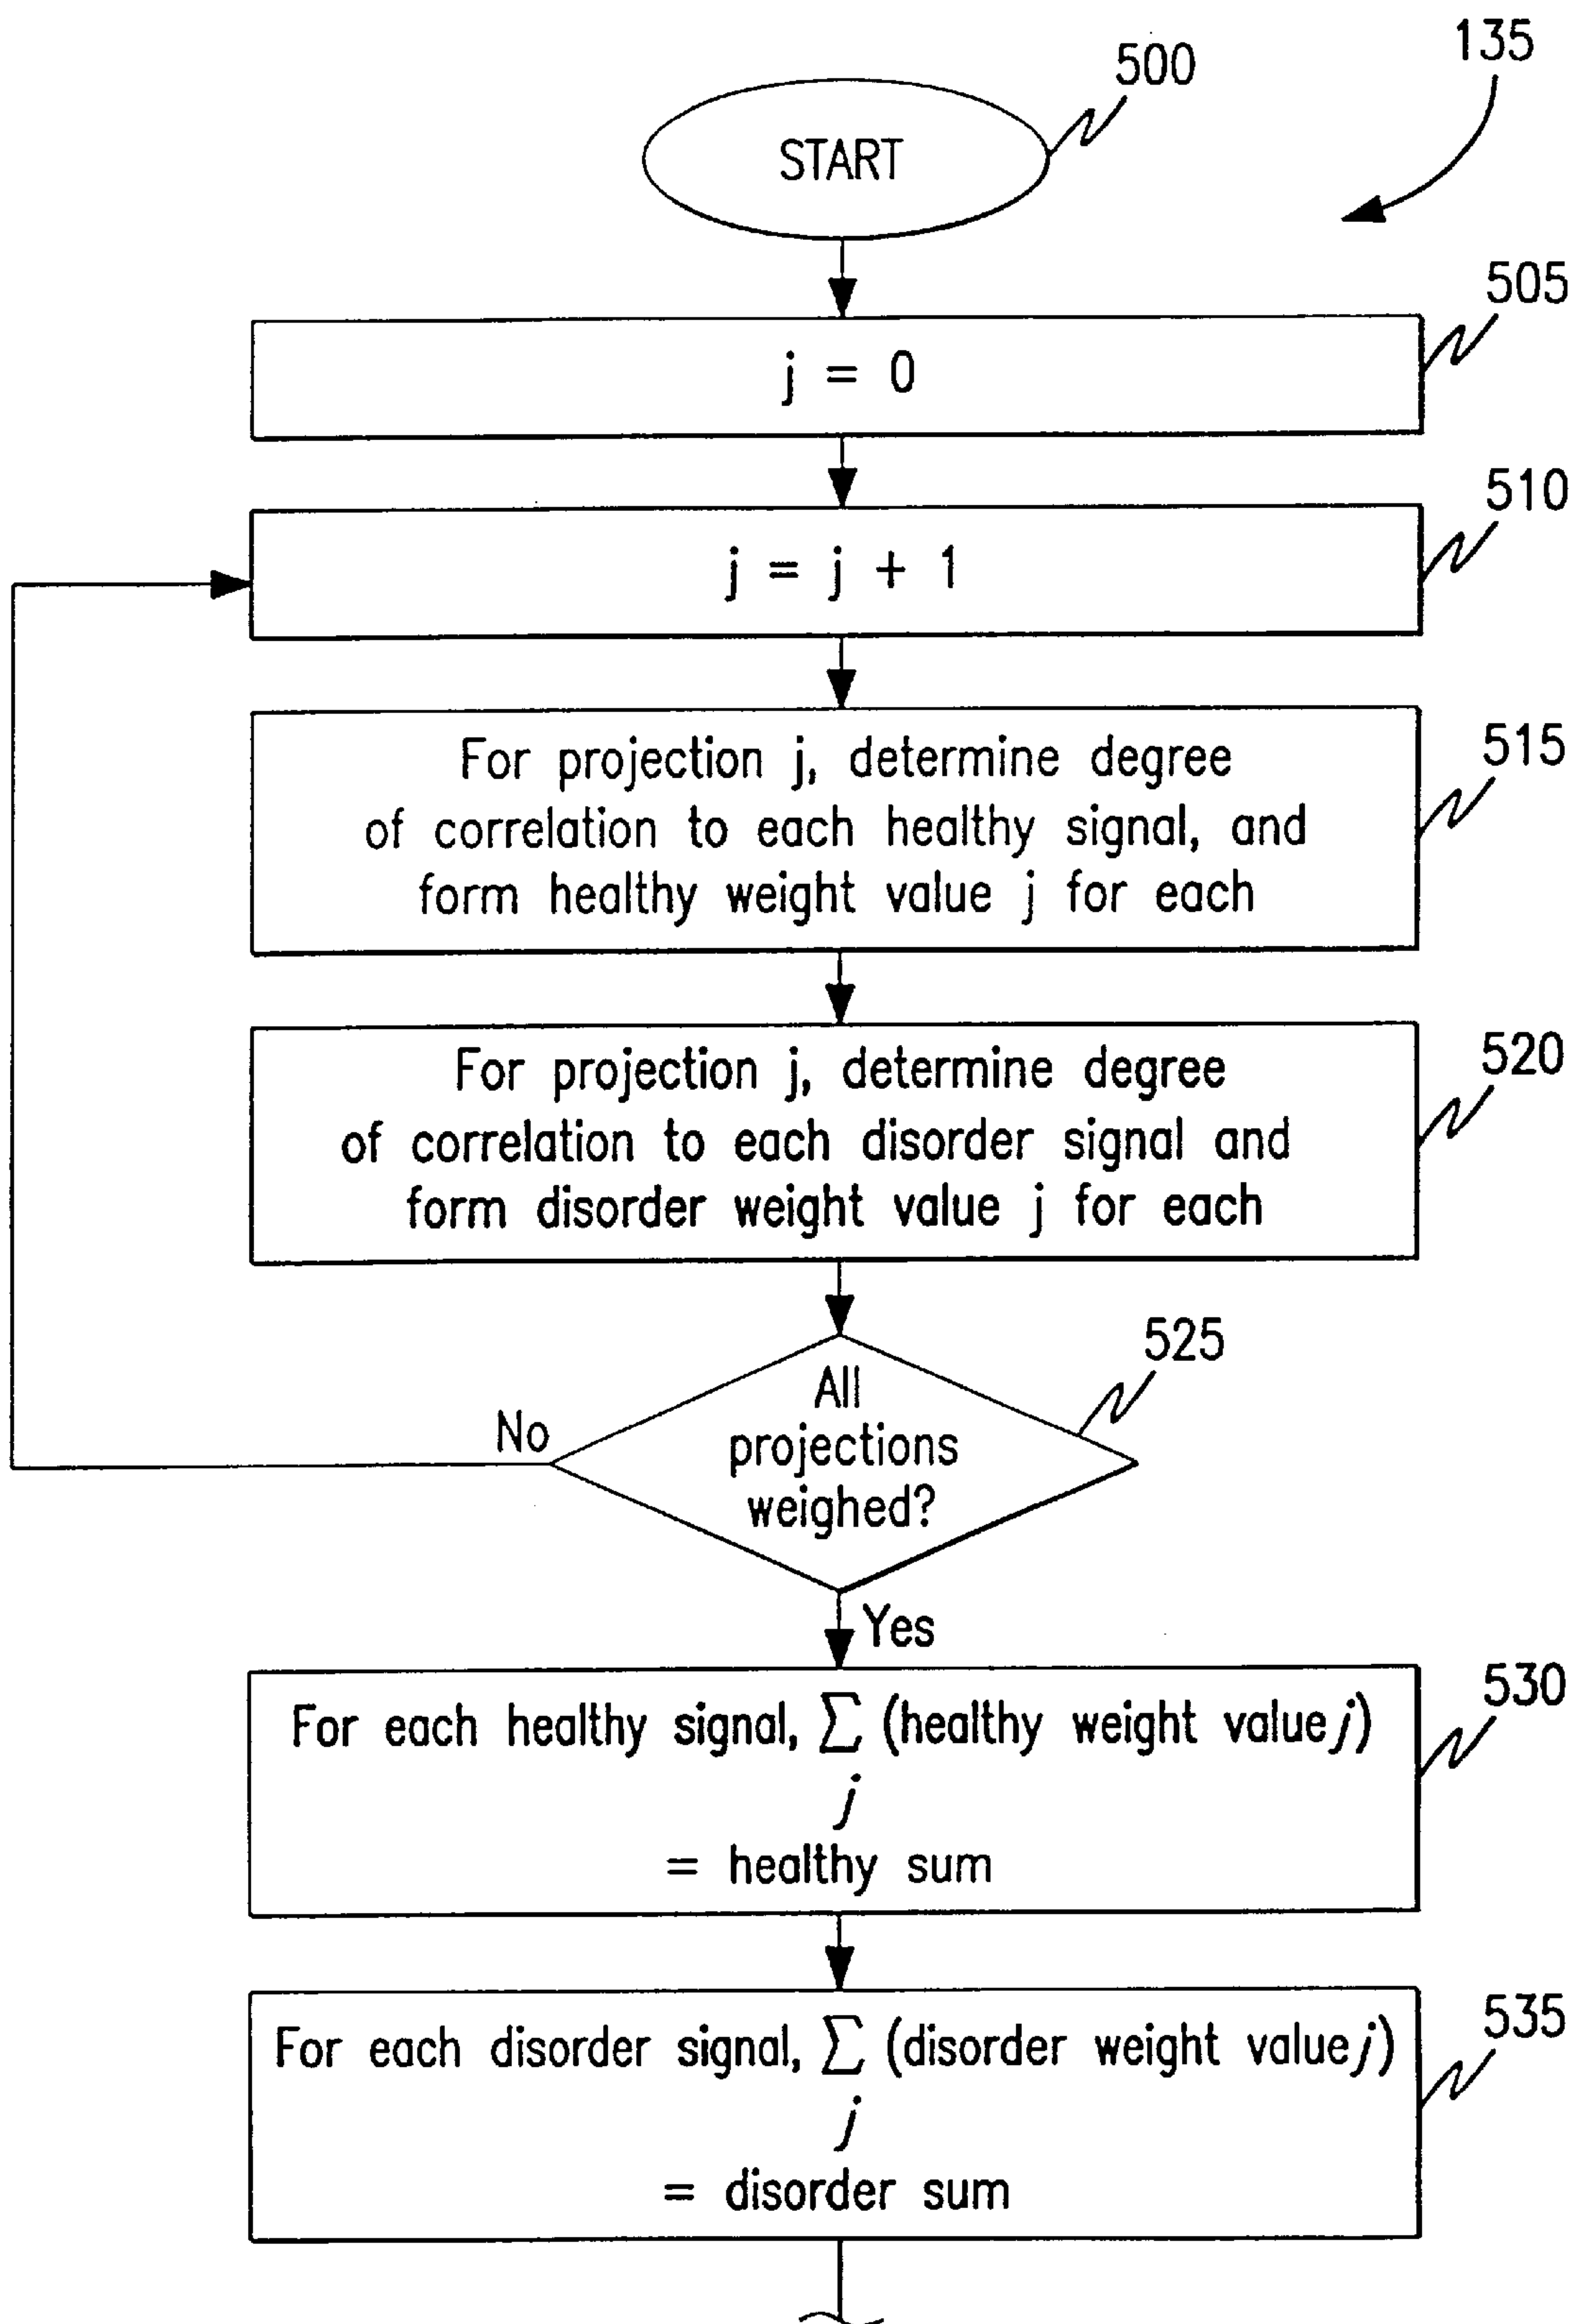 135
500
START
505
j = 0
510
j = j + 1
515
For projection j, determine degree
of correlation to each healthy signal, and
form healthy weight value j for each
520
For projection j, determine degree
of correlation to each disorder signal and
form disorder weight value j for each
525
All
projections
weighed?
No
Yes
530
For each healthy signal, ∑ (healthy weight value j)
j
= healthy sum
535
For each disorder signal, ∑ (disorder weight value j)
j
= disorder sum